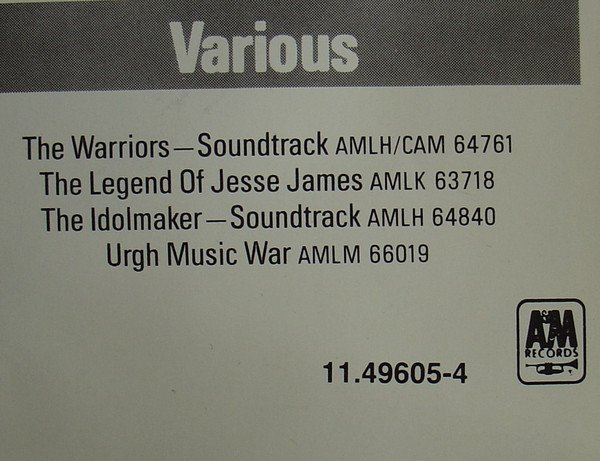 Various
The Warriors—Soundtrack AMLH/CAM 64761
The Legend Of Jesse James AMLK 63718
The Idolmaker—Soundtrack AMLH 64840
Urgh Music War AMLM 66019
A&M
RECORDS
11.49605-4